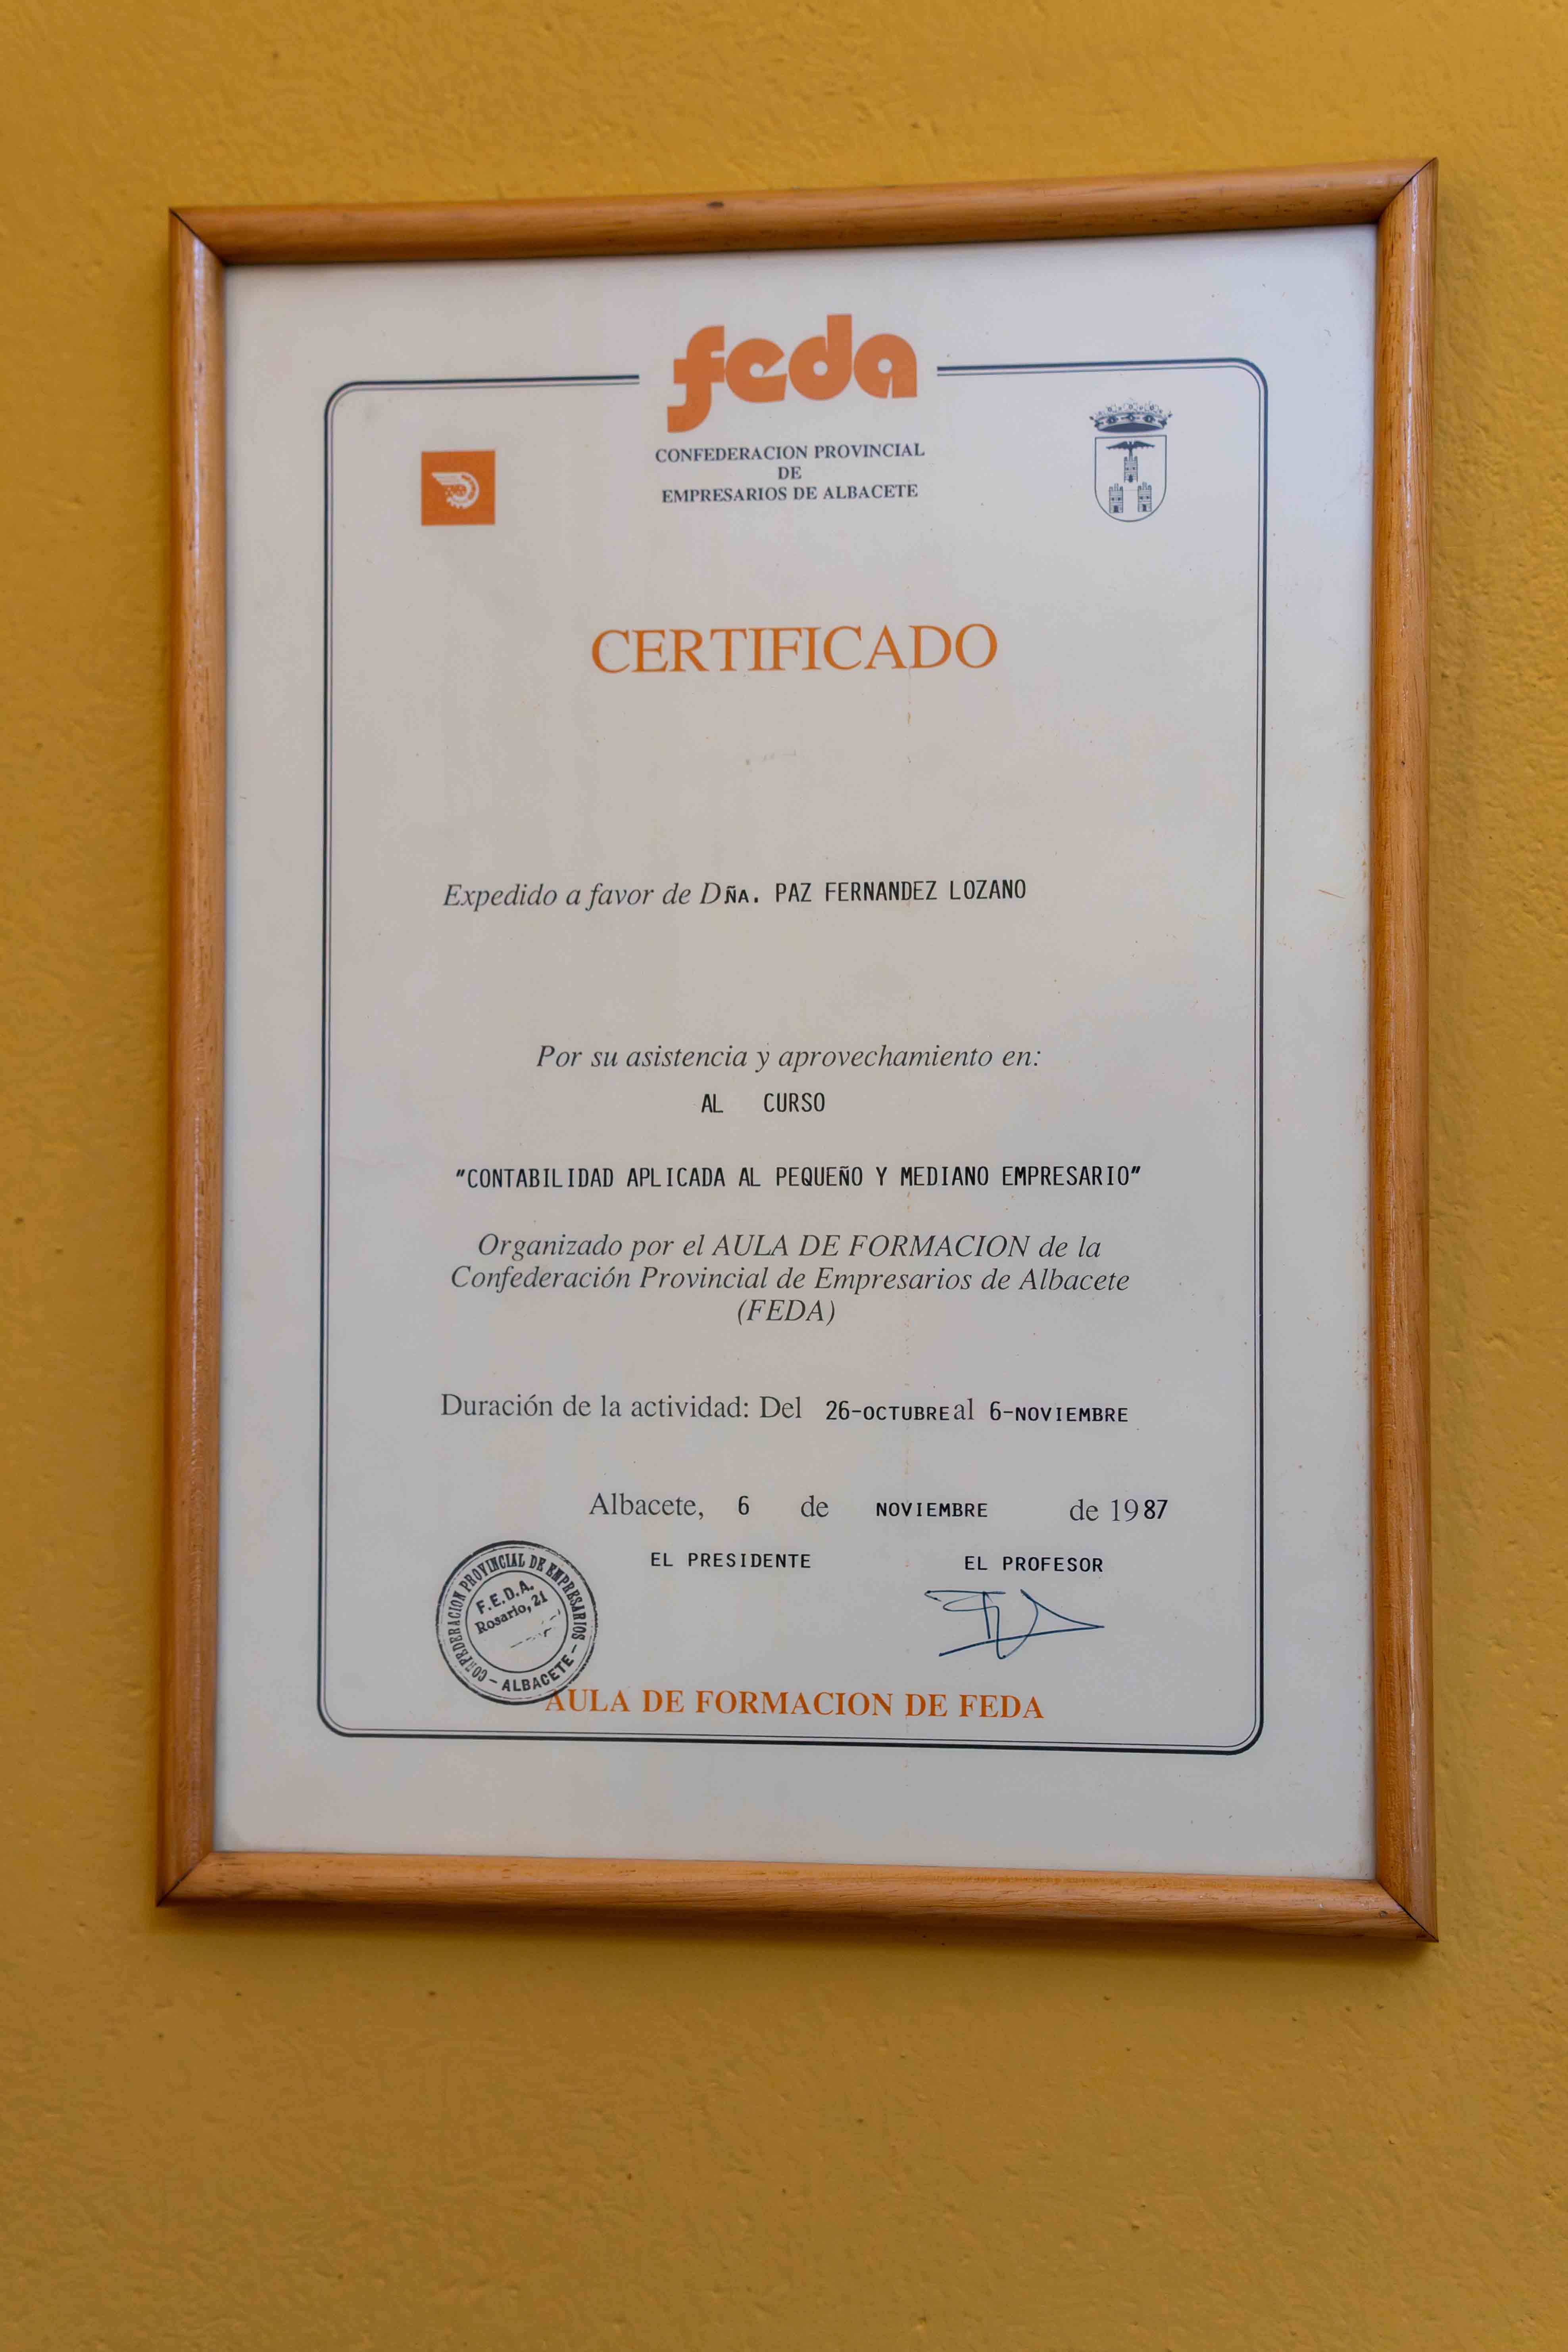 feda
CONFEDERACION PROVINCIAL
DE
EMPRESARIOS DE ALBACETE
CERTIFICADO
Expedido a favor de DÑA. PAZ FERNANDEZ LOZANO
Por su asistencia y aprovechamiento en:
AL CURSO
"CONTABILIDAD APLICADA AL PEQUEÑO Y MEDIANO EMPRESARIO"
Organizado por el AULA DE FORMACION de la
Confederación Provincial de Empresarios de Albacete
(FEDA)
Duración de la actividad: Del 26-OCTUBRE al 6-NOVIEMBRE
Albacete, 6 de NOVIEMBRE de 1987
EL PRESIDENTE EL PROFESOR
CONFEDERACION PROVINCIAL DE EMPRESARIOS
F.E.D.A.
Rosario, 21
- ALBACETE -
AULA DE FORMACION DE FEDA